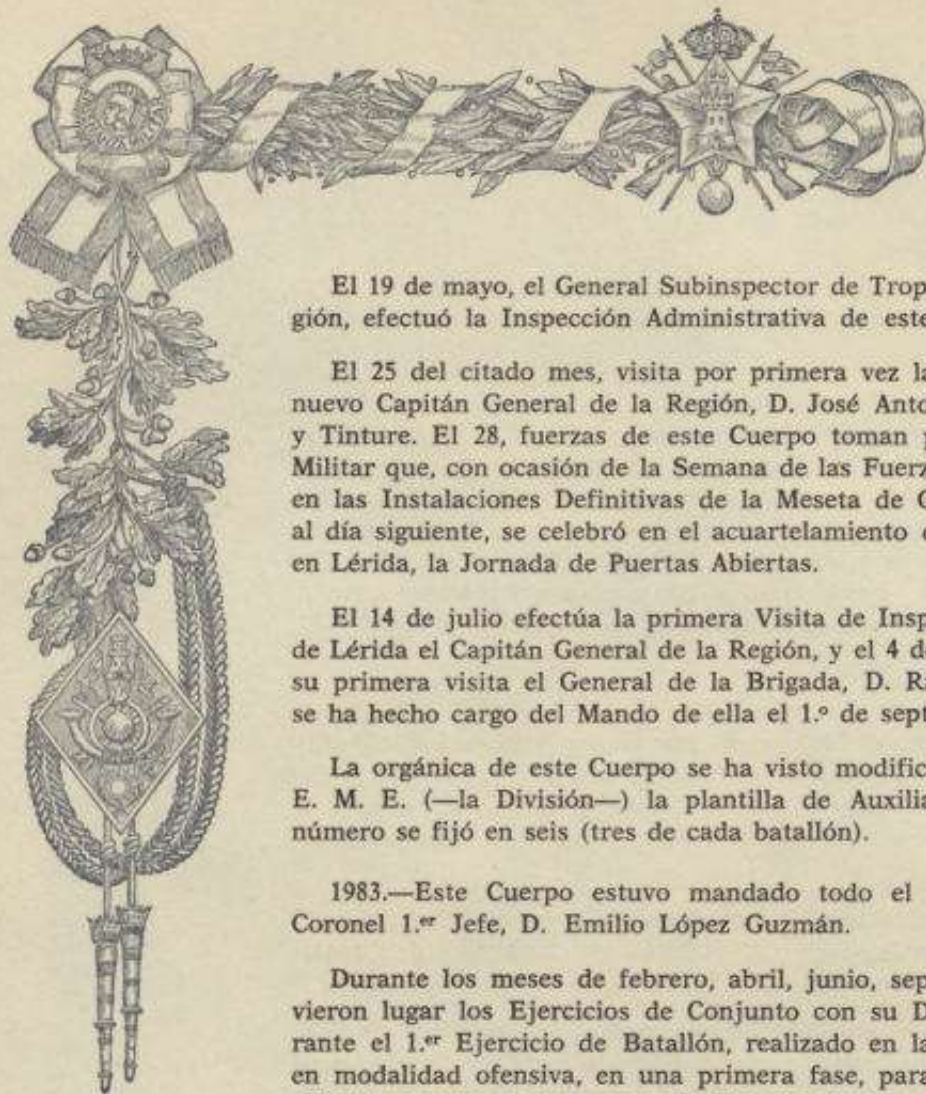 El 19 de mayo, el General Subinspector de Trop
gión, efectuó la Inspección Administrativa de este
El 25 del citado mes, visita por primera vez la
nuevo Capitán General de la Región, D. José Anto
y Tinture. El 28, fuerzas de este Cuerpo toman
Militar que, con ocasión de la Semana de las Fuerz
en las Instalaciones Definitivas de la Meseta de
al día siguiente, se celebró en el acuartelamiento
en Lérida, la Jornada de Puertas Abiertas.
El 14 de julio efectúa la primera Visita de Insp
de Lérida el Capitán General de la Región, y el 4 de
su primera visita el General de la Brigada, D. R
se ha hecho cargo del Mando de ella el 1.º de sept
La orgánica de este Cuerpo se ha visto modific
E. M. E. (—la División—) la plantilla de Auxilia
número se fijó en seis (tres de cada batallón).
1983.—Este Cuerpo estuvo mandado todo el
Coronel 1.er Jefe, D. Emilio López Guzmán.
Durante los meses de febrero, abril, junio, sep
vieron lugar los Ejercicios de Conjunto con su D
rante el 1.er Ejercicio de Batallón, realizado en la
en modalidad ofensiva, en una primera fase, para